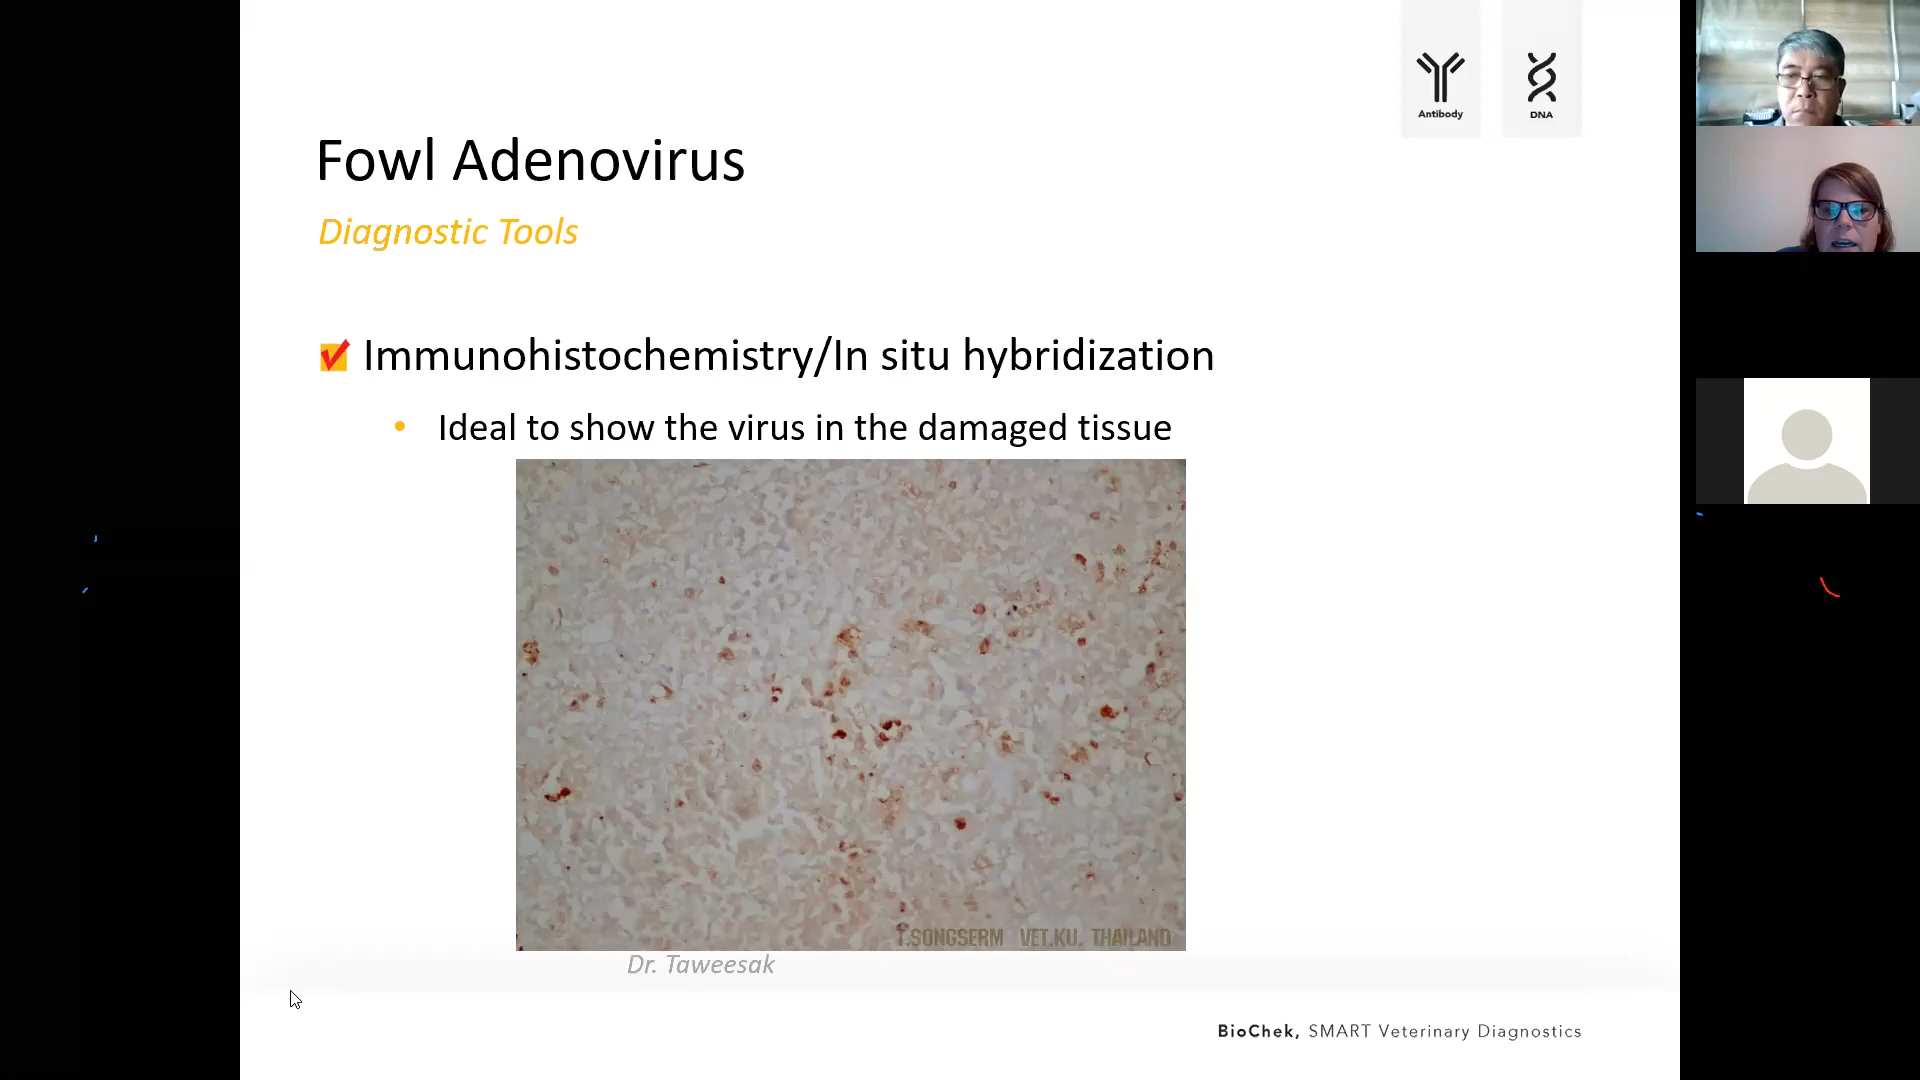 Antibody
DNA
Fowl Adenovirus
Diagnostic Tools
Immunohistochemistry/In situ hybridization
• Ideal to show the virus in the damaged tissue
T.SONGSERM VET.KU. THAILAND
Dr. Taweesak
BioChek, SMART Veterinary Diagnostics